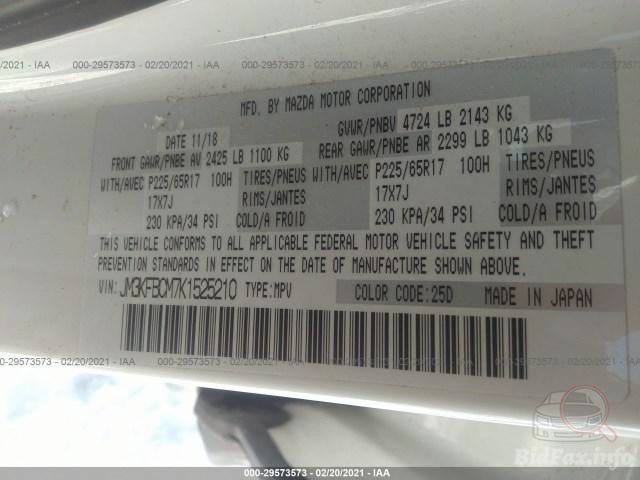 000-29573573 - 02/20/2021 - IAA
MFD. BY MAZDA MOTOR CORPORATION
DATE 11/18
GVWR/PNBV 4724 LB 2143 KG
FRONT GAWR/PNBE AV 2425 LB 1100 KG
REAR GAWR/PNBE AR 2299 LB 1043 KG
WITH/AVEC P225/65R17 100H TIRES/PNEUS
17X7J RIMS/JANTES
230 KPA/34 PSI COLD/A FROID
WITH/AVEC P225/65R17 100H TIRES/PNEUS
17X7J RIMS/JANTES
230 KPA/34 PSI COLD/A FROID
THIS VEHICLE CONFORMS TO ALL APPLICABLE FEDERAL MOTOR VEHICLE SAFETY AND THEFT
PREVENTION STANDARDS IN EFFECT ON THE DATE OF MANUFACTURE SHOWN ABOVE.
VIN: JM3KFBCM7K1525210 TYPE:MPV
COLOR CODE:25D MADE IN JAPAN
000-29573573 - 02/20/2021 - IAA
BidFax.info
000-29573573 - 02/20/2021 - IAA